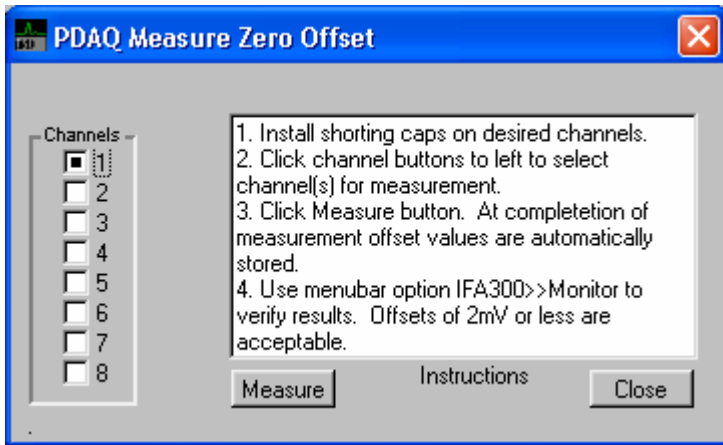 PDAQ Measure Zero Offset
Channels
1
2
3
4
5
6
7
8
1. Install shorting caps on desired channels.
2. Click channel buttons to left to select
channel(s) for measurement.
3. Click Measure button.  At completetion of
measurement offset values are automatically
stored.
4. Use menubar option IFA300>>Monitor to
verify results.  Offsets of 2mV or less are
acceptable.
Measure
Instructions
Close
.